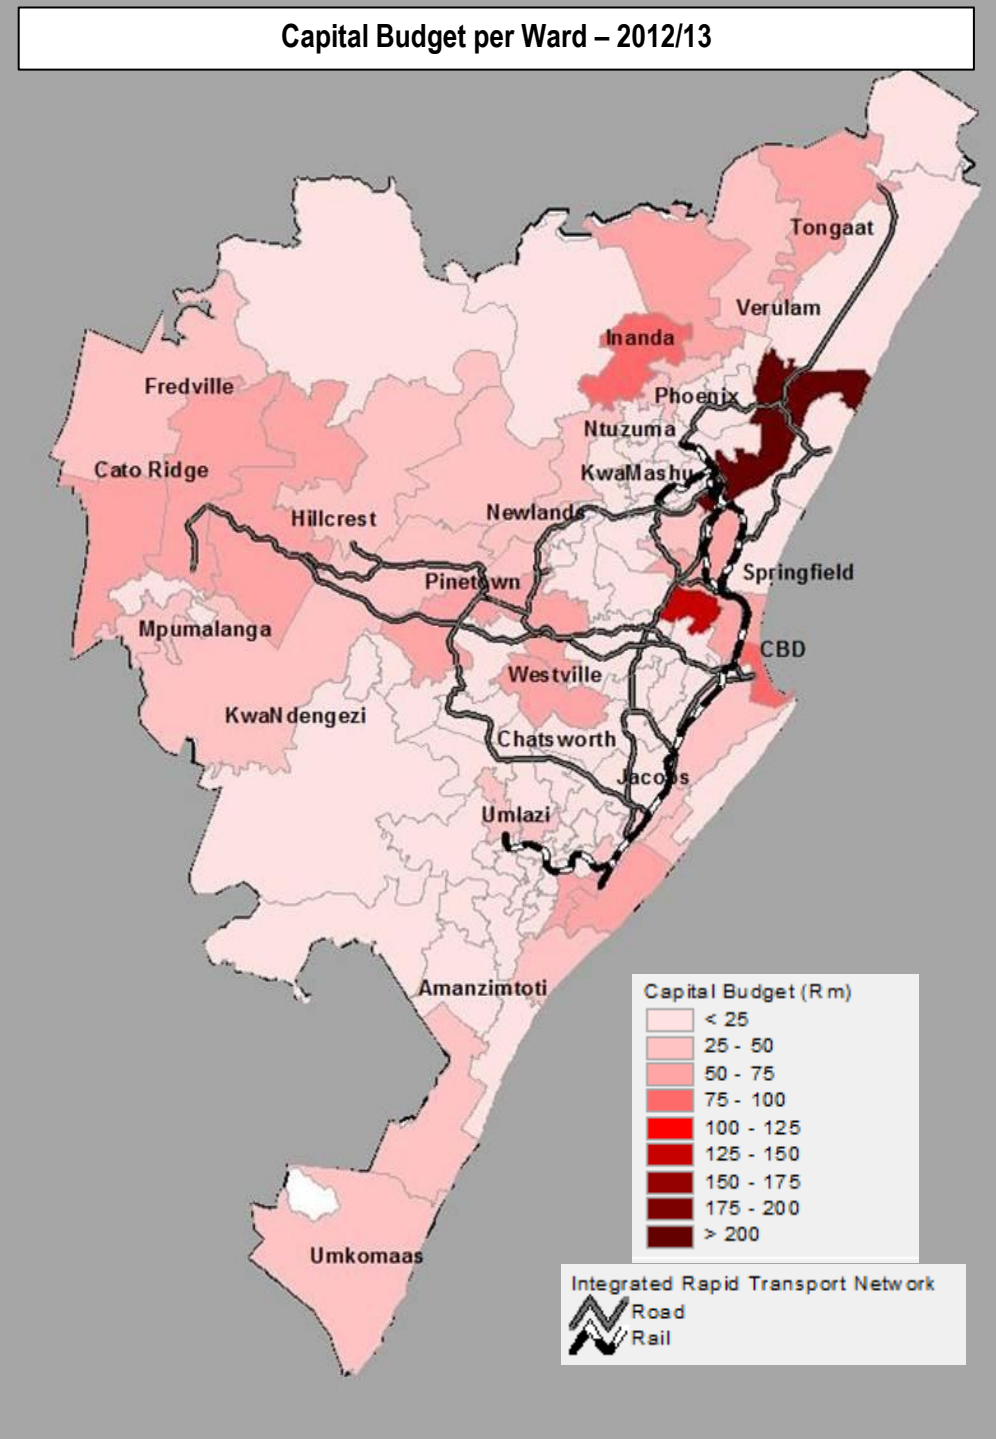 Capital Budget per Ward – 2012/13
Tongaat
Verulam
Inanda
Fredville
Phoenix
Ntuzuma
Cato Ridge
KwaMashu
Hillcrest
Newlands
Springfield
Pinetown
Mpumalanga
CBD
Westville
KwaNdengezi
Chatsworth
Jacobs
Umlazi
Amanzimtoti
Umkomaas
Capital Budget (Rm)
< 25
25 - 50
50 - 75
75 - 100
100 - 125
125 - 150
150 - 175
175 - 200
> 200
Integrated Rapid Transport Network
Road
Rail